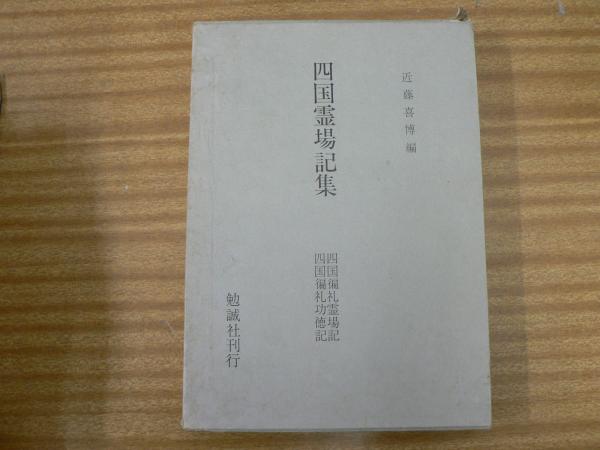 近藤喜博編
四国霊場記集
四国徧礼霊場記
四国徧礼功徳記
勉誠社刊行